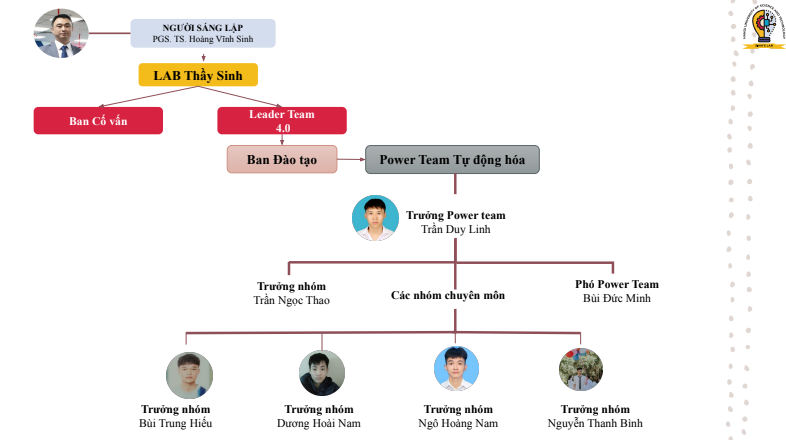 NGƯỜI SÁNG LẬP
PGS. TS. Hoàng Vĩnh Sinh
LAB Thầy Sinh
Ban Cố vấn
Leader Team
4.0
Ban Đào tạo
Power Team Tự động hóa
Trưởng Power team
Trần Duy Linh
Trưởng nhóm
Trần Ngọc Thao
Các nhóm chuyên môn
Phó Power Team
Bùi Đức Minh
Trưởng nhóm
Bùi Trung Hiếu
Trưởng nhóm
Dương Hoài Nam
Trưởng nhóm
Ngô Hoàng Nam
Trưởng nhóm
Nguyễn Thanh Bình